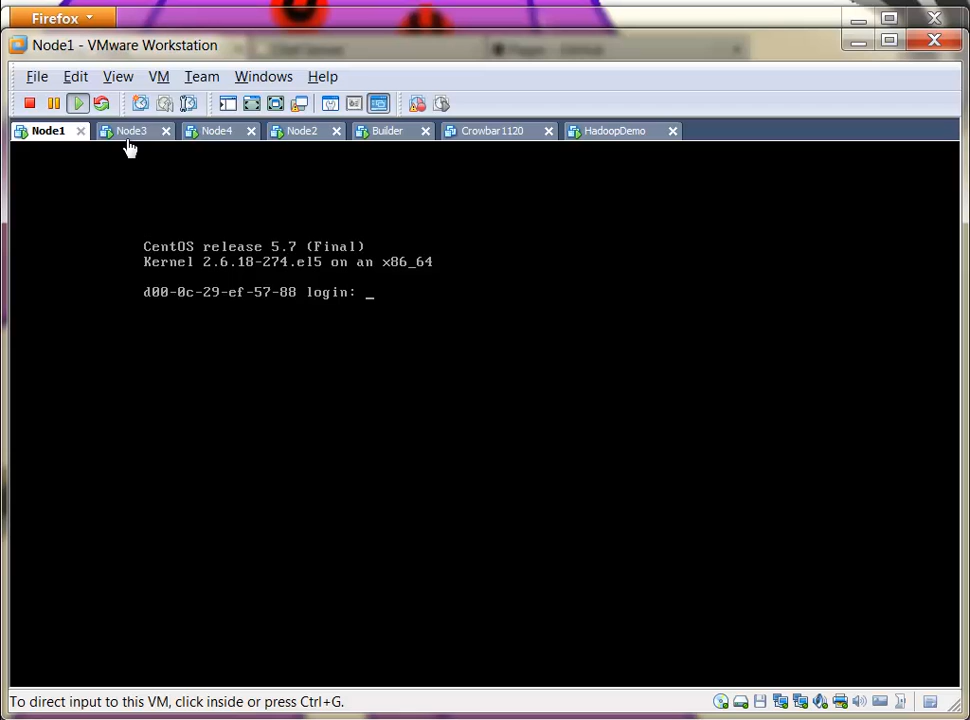 Firefox
Node1 - VMware Workstation
File Edit View VM Team Windows Help
Node1 Node3 Node4 Node2 Builder Crowbar1120 HadoopDemo
CentOS release 5.7 (Final)
Kernel 2.6.18-274.el5 on an x86_64
d00-0c-29-ef-57-88 login: _
To direct input to this VM, click inside or press Ctrl+G.